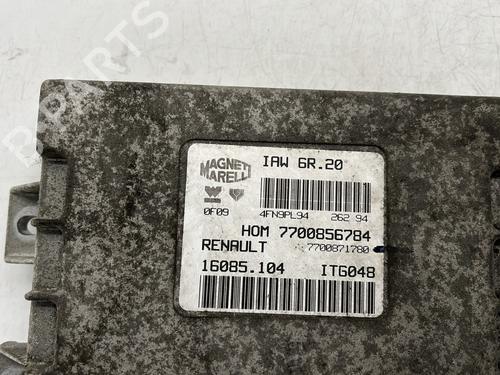 B-PARTS
MAGNETI MARELLI
IAW 6R.20
0F09 4FN9PL94 262 94
HOM 7700856784
RENAULT 7700871780
16085.104 ITG048